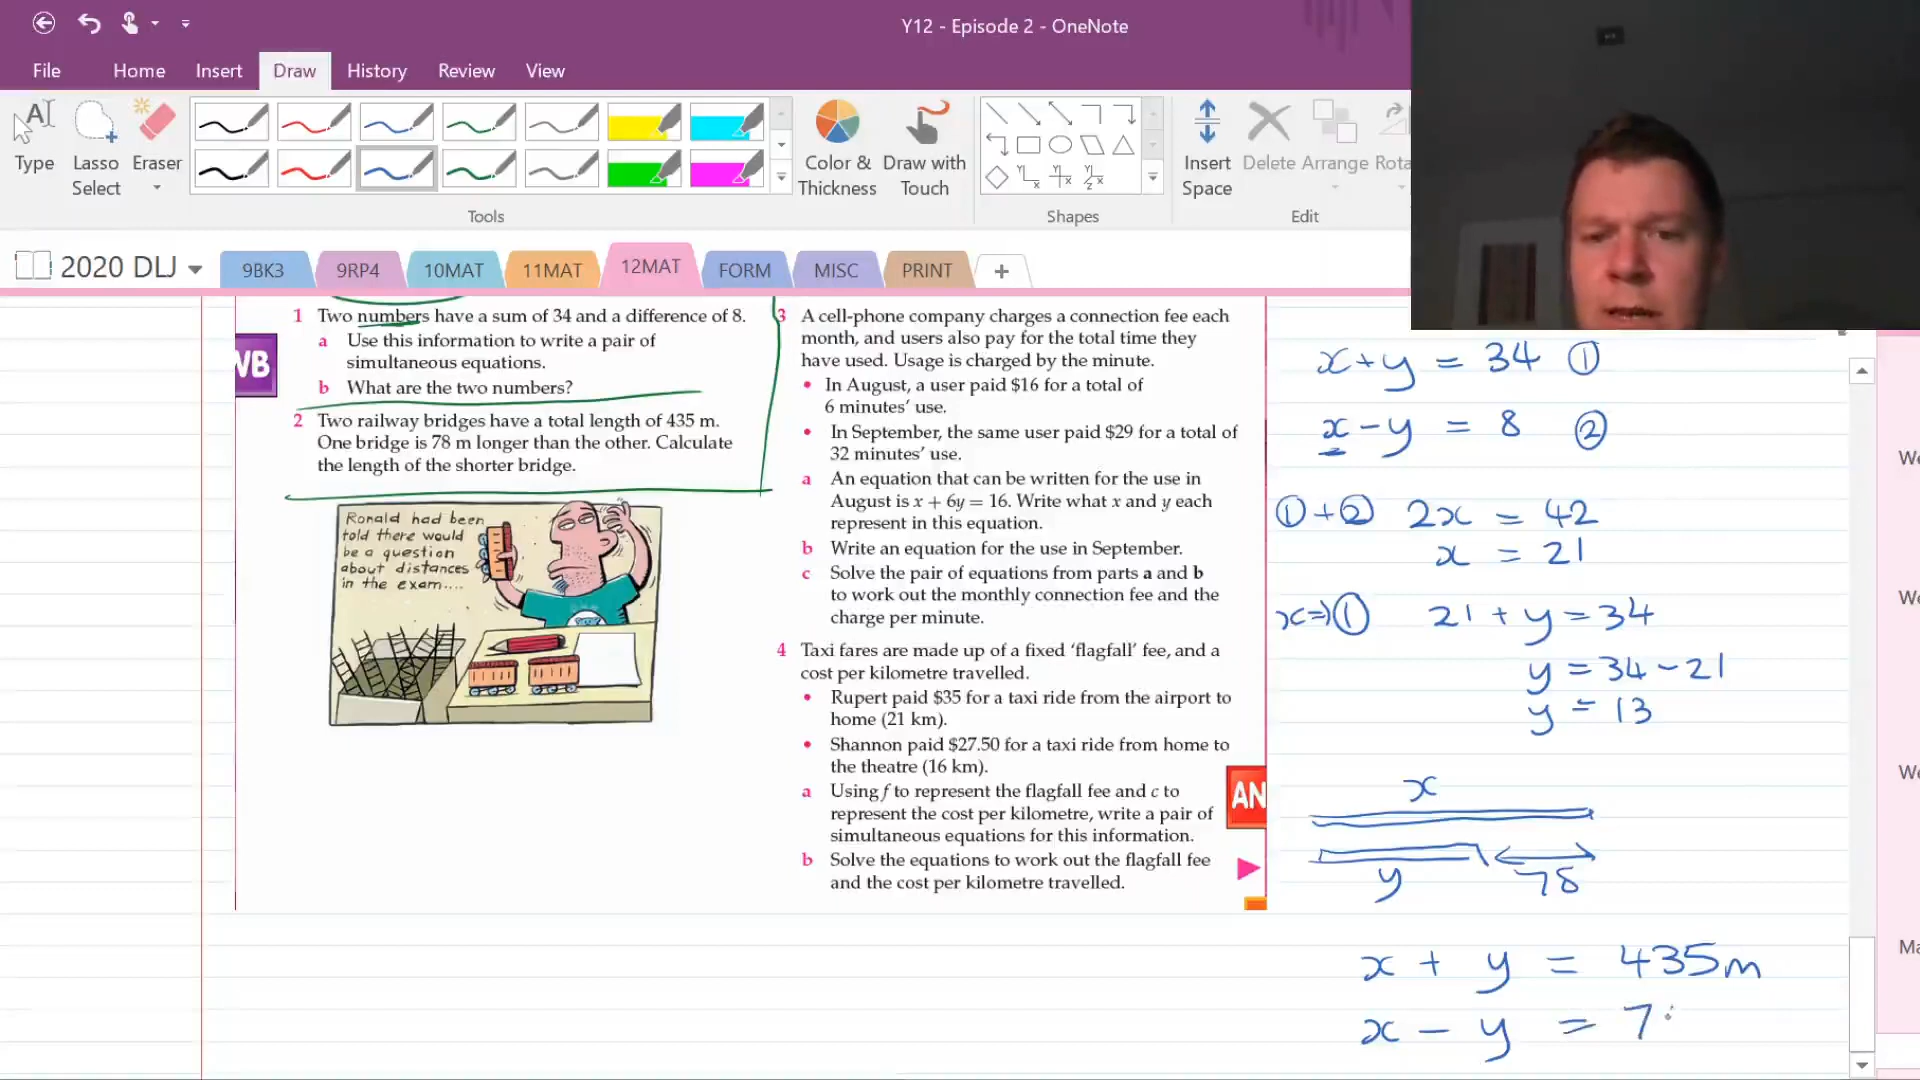 Y12 - Episode 2 - OneNote
File
Home
Insert
Draw
History
Review
View
Type
Lasso
Select
Eraser
Color &
Thickness
Draw with
Touch
Insert
Space
Delete
Arrange
Tools
Shapes
Edit
2020 DLJ
9BK3
9RP4
10MAT
11MAT
12MAT
FORM
MISC
PRINT
1 Two numbers have a sum of 34 and a difference of 8.
a Use this information to write a pair of
simultaneous equations.
b What are the two numbers?
2 Two railway bridges have a total length of 435 m.
One bridge is 78 m longer than the other. Calculate
the length of the shorter bridge.
Ronald had been
told there would
be a question
about distances
in the exam....
3 A cell-phone company charges a connection fee each
month, and users also pay for the total time they
have used. Usage is charged by the minute.
• In August, a user paid $16 for a total of
6 minutes' use.
• In September, the same user paid $29 for a total of
32 minutes' use.
a An equation that can be written for the use in
August is x + 6y = 16. Write what x and y each
represent in this equation.
b Write an equation for the use in September.
c Solve the pair of equations from parts a and b
to work out the monthly connection fee and the
charge per minute.
4 Taxi fares are made up of a fixed 'flagfall' fee, and a
cost per kilometre travelled.
• Rupert paid $35 for a taxi ride from the airport to
home (21 km).
• Shannon paid $27.50 for a taxi ride from home to
the theatre (16 km).
a Using f to represent the flagfall fee and c to
represent the cost per kilometre, write a pair of
simultaneous equations for this information.
b Solve the equations to work out the flagfall fee
and the cost per kilometre travelled.
x + y = 34 ①
x - y = 8 ②
① + ② 2x = 42
x = 21
x ⇒ ① 21 + y = 34
y = 34 - 21
y = 13
x
y 78
x + y = 435m
x - y = 7